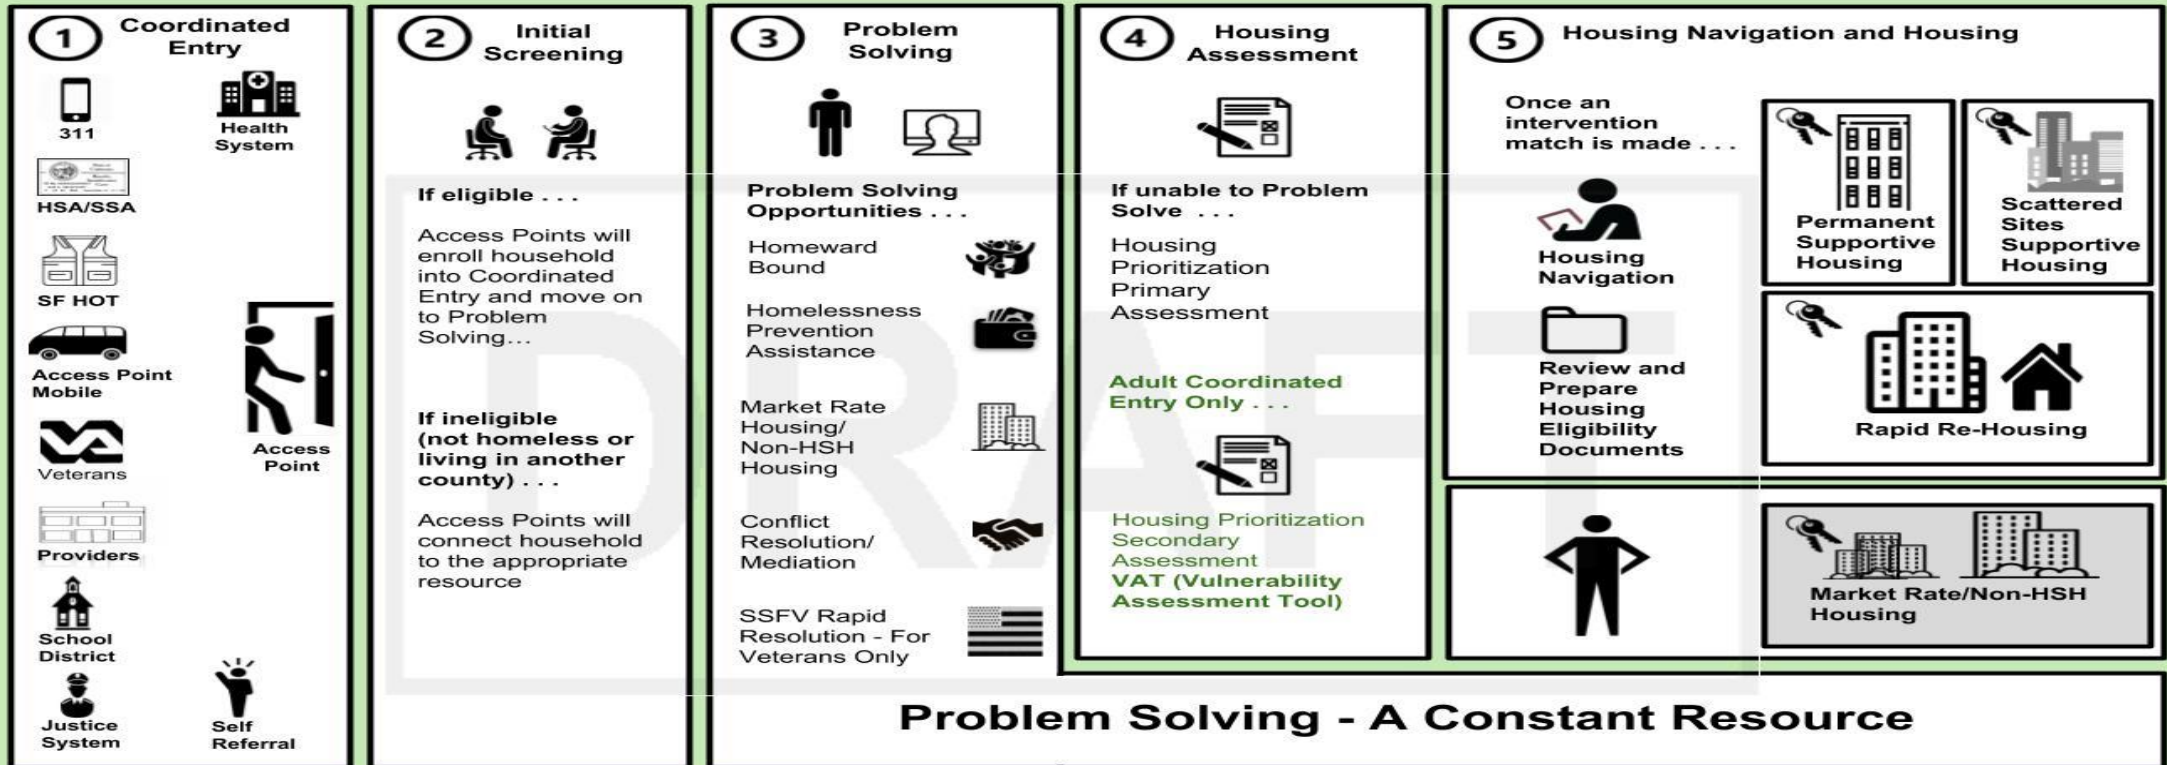 1
Coordinated
Entry
311
Health
System
HSA/SSA
SF HOT
Access Point
Mobile
Veterans
Access
Point
Providers
School
District
Justice
System
Self
Referral
2
Initial
Screening
If eligible . . .
Access Points will
enroll household
into Coordinated
Entry and move on
to Problem
Solving...
If ineligible
(not homeless or
living in another
county) . . .
Access Points will
connect household
to the appropriate
resource
3
Problem
Solving
Problem Solving
Opportunities . . .
Homeward
Bound
Homelessness
Prevention
Assistance
Market Rate
Housing/
Non-HSH
Housing
Conflict
Resolution/
Mediation
SSFV Rapid
Resolution - For
Veterans Only
4
Housing
Assessment
If unable to Problem
Solve . . .
Housing
Prioritization
Primary
Assessment
Adult Coordinated
Entry Only . . .
Housing Prioritization
Secondary
Assessment
VAT (Vulnerability
Assessment Tool)
5
Housing Navigation and Housing
Once an
intervention
match is made . . .
Housing
Navigation
Review and
Prepare
Housing
Eligibility
Documents
Permanent
Supportive
Housing
Scattered
Sites
Supportive
Housing
Rapid Re-Housing
Market Rate/Non-HSH
Housing
Problem Solving - A Constant Resource
DRAFT